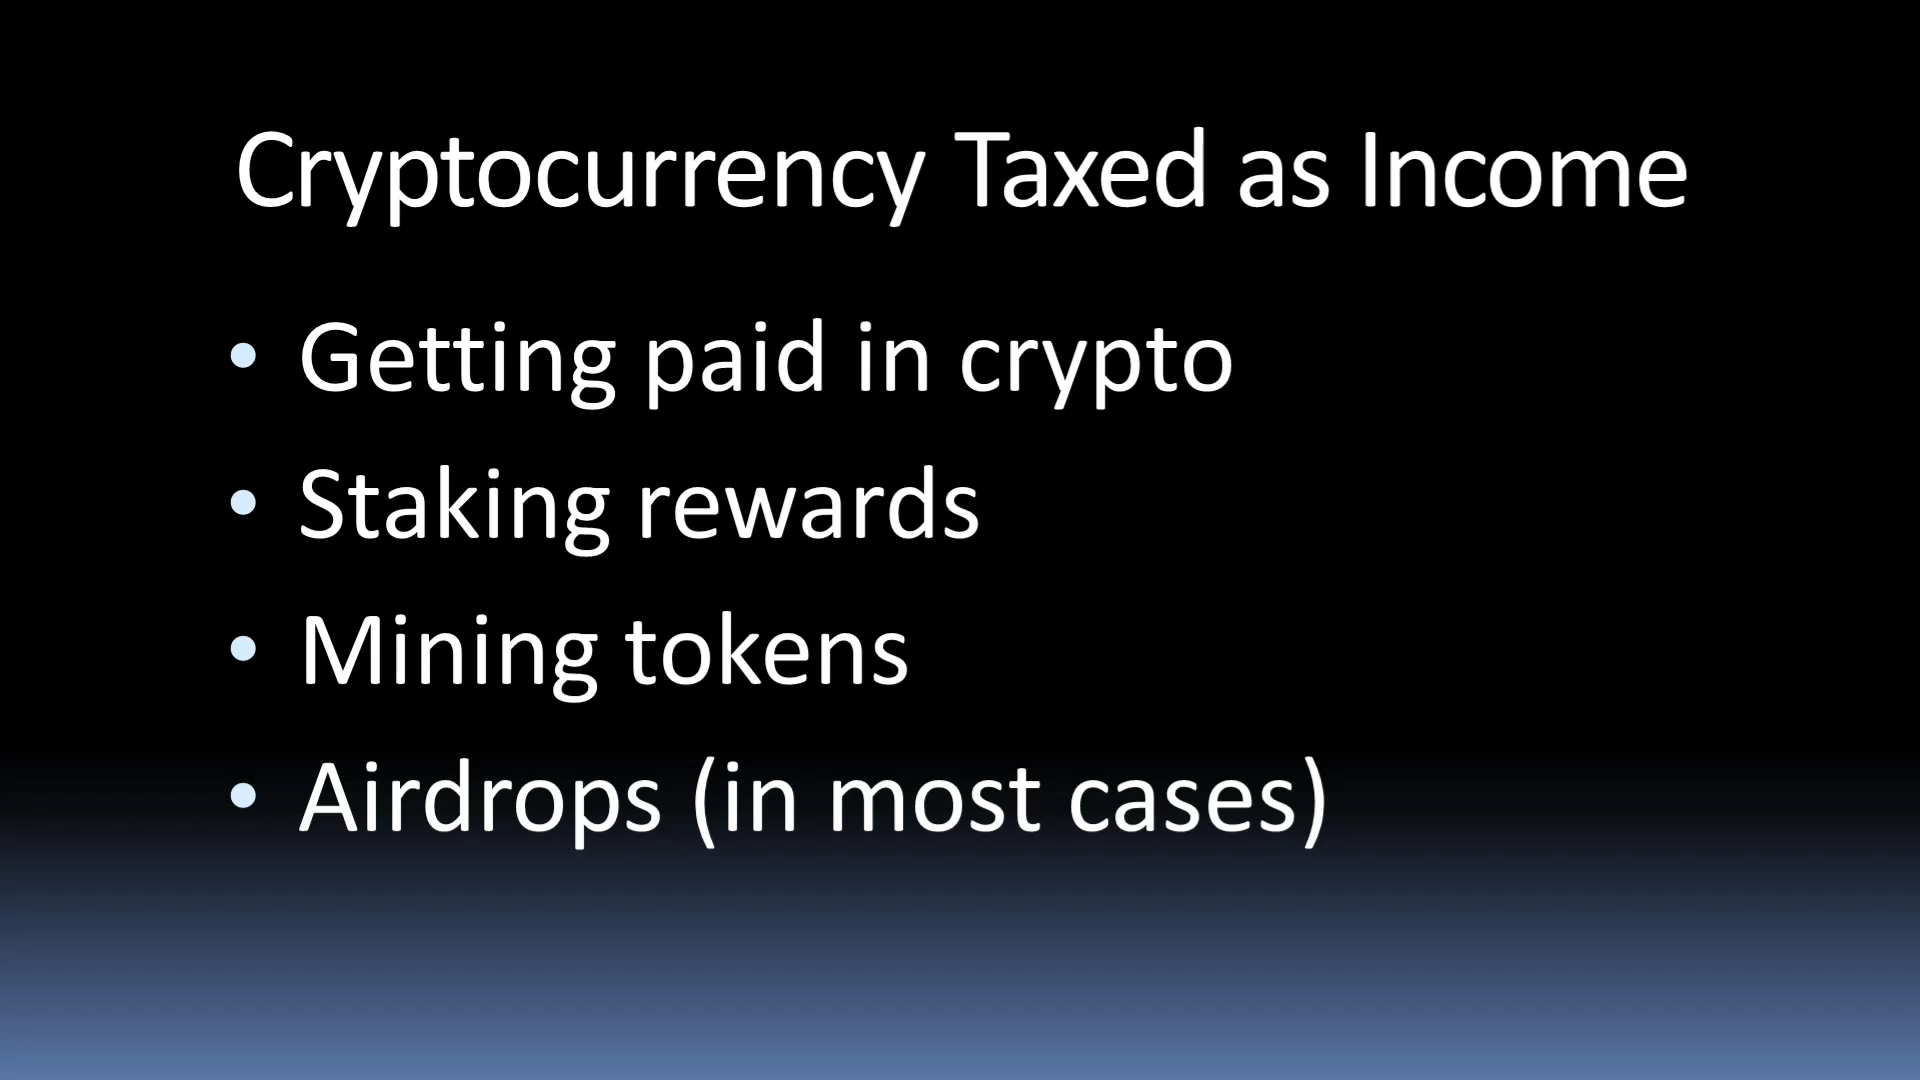 Cryptocurrency Taxed as Income
• Getting paid in crypto
• Staking rewards
• Mining tokens
• Airdrops (in most cases)